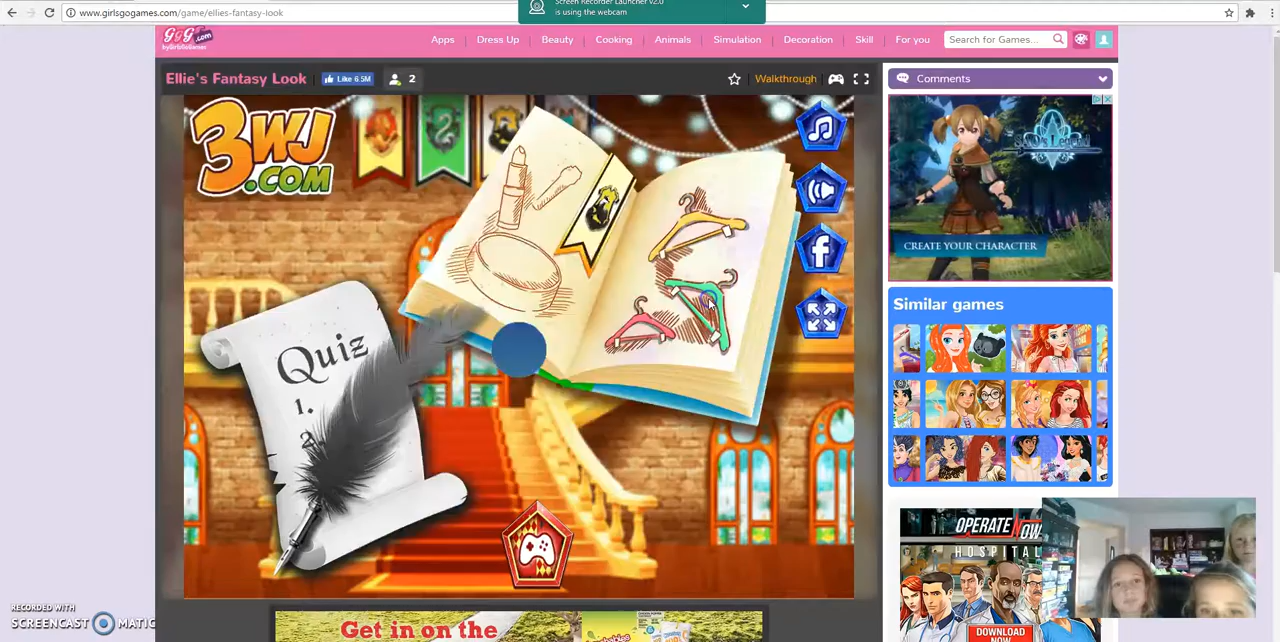 Screen Recorder Launcher v2.0
is using the webcam
www.girlsgogames.com/game/ellies-fantasy-look
GGG.com
by GirlsGoGames
Apps
Dress Up
Beauty
Cooking
Animals
Simulation
Decoration
Skill
For you
Search for Games...
Ellie's Fantasy Look
Like 6.5M
2
Walkthrough
Comments
3WJ
.COM
Quiz
1.
2.
CREATE YOUR CHARACTER
Similar games
OPERATE NOW
HOSPITAL
DOWNLOAD
NOW
Get in on the
RECORDED WITH
SCREENCAST MATIC